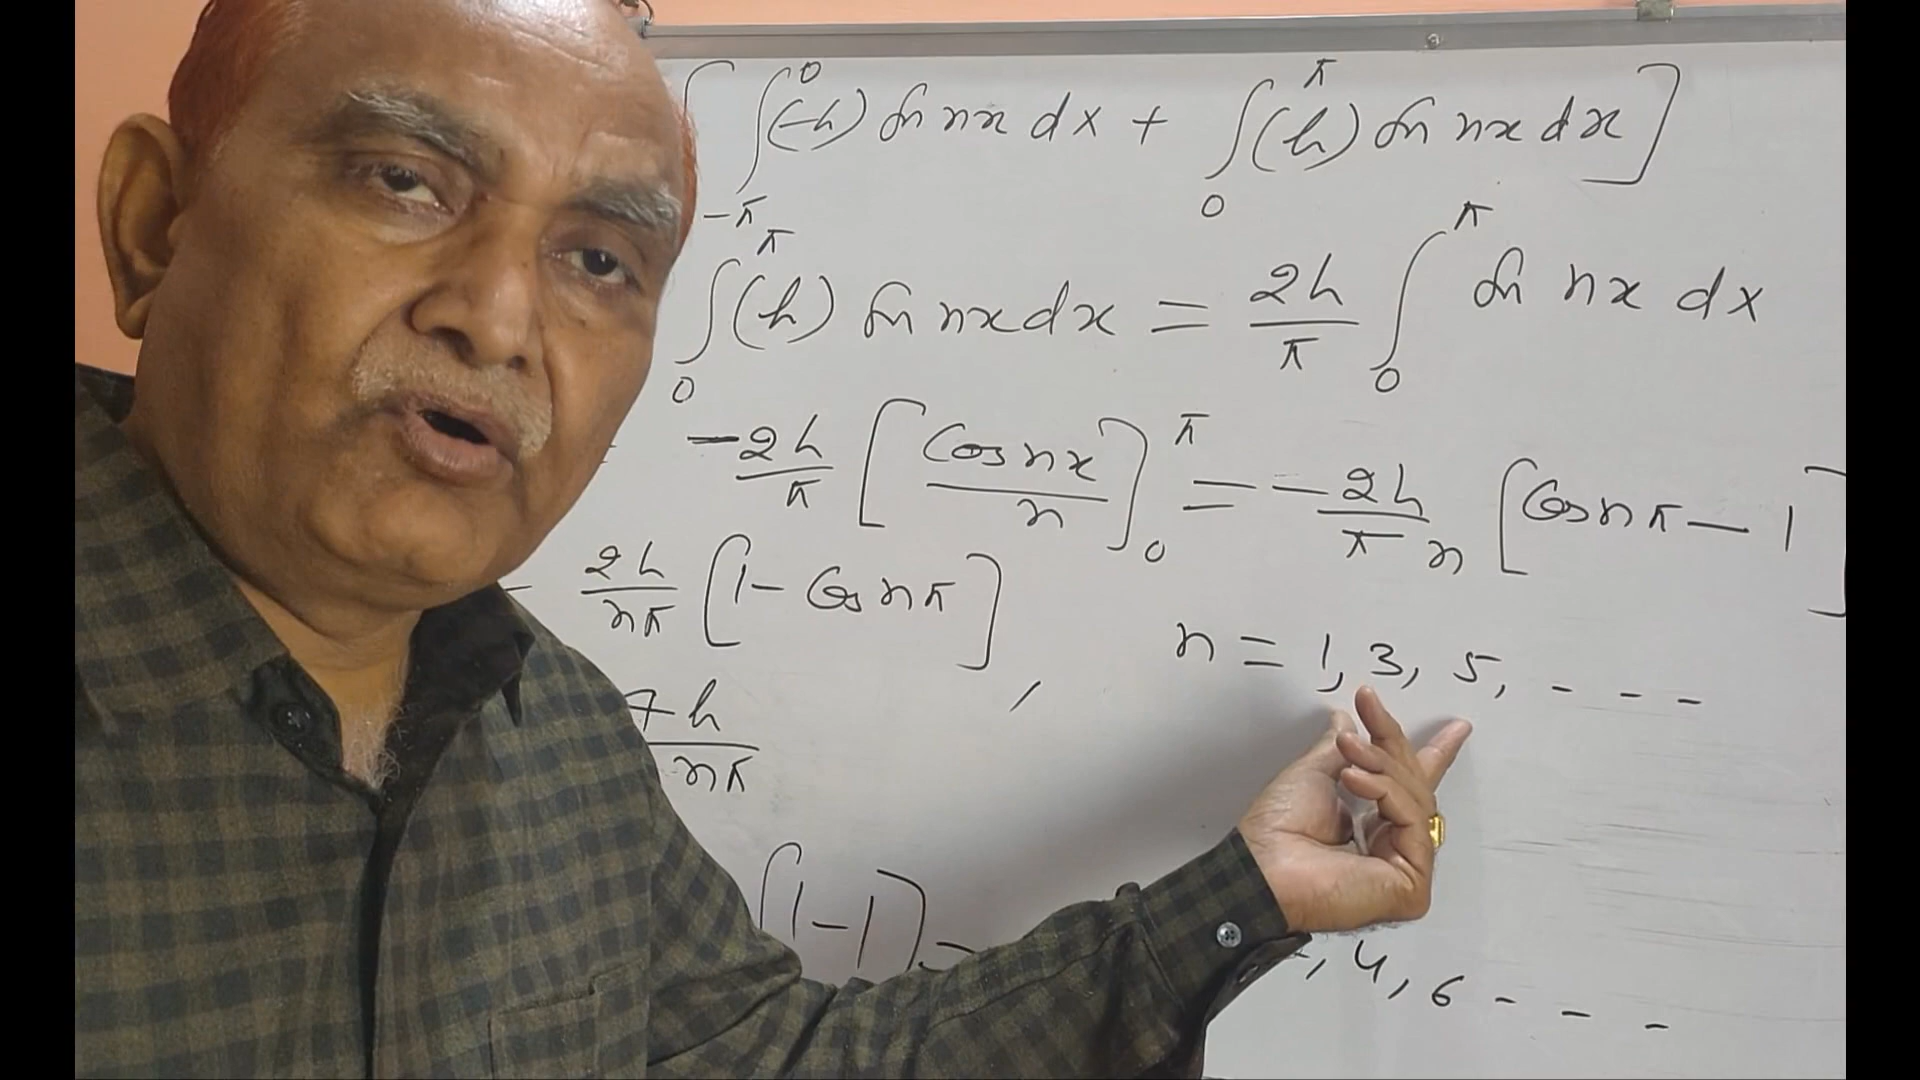 [ ∫_{-π}^{0} (-h) sin nx dx + ∫_{0}^{π} (h) sin nx dx ]
∫_{0}^{π} (h) sin nx dx = 2h/π ∫_{0}^{π} sin nx dx
-2h/π [ Cos nx / n ]_{0}^{π} = -2h/πn [ Cos nπ - 1 ]
2h/nπ [ 1 - Cos nπ ]
h/nπ , n = 1, 3, 5, - - -
(1-1) = , 4, 6 - - -